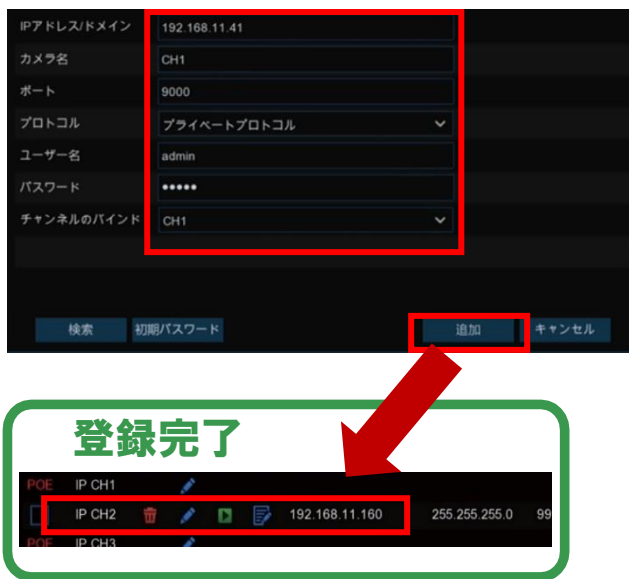 IPアドレス/ドメイン 192.168.11.41
カメラ名 CH1
ポート 9000
プロトコル プライベートプロトコル
ユーザー名 admin
パスワード •••••
チャンネルのバインド CH1
検索 初期パスワード 追加 キャンセル
登録完了
POE IP CH1
IP CH2 192.168.11.160 255.255.255.0 99
POE IP CH3